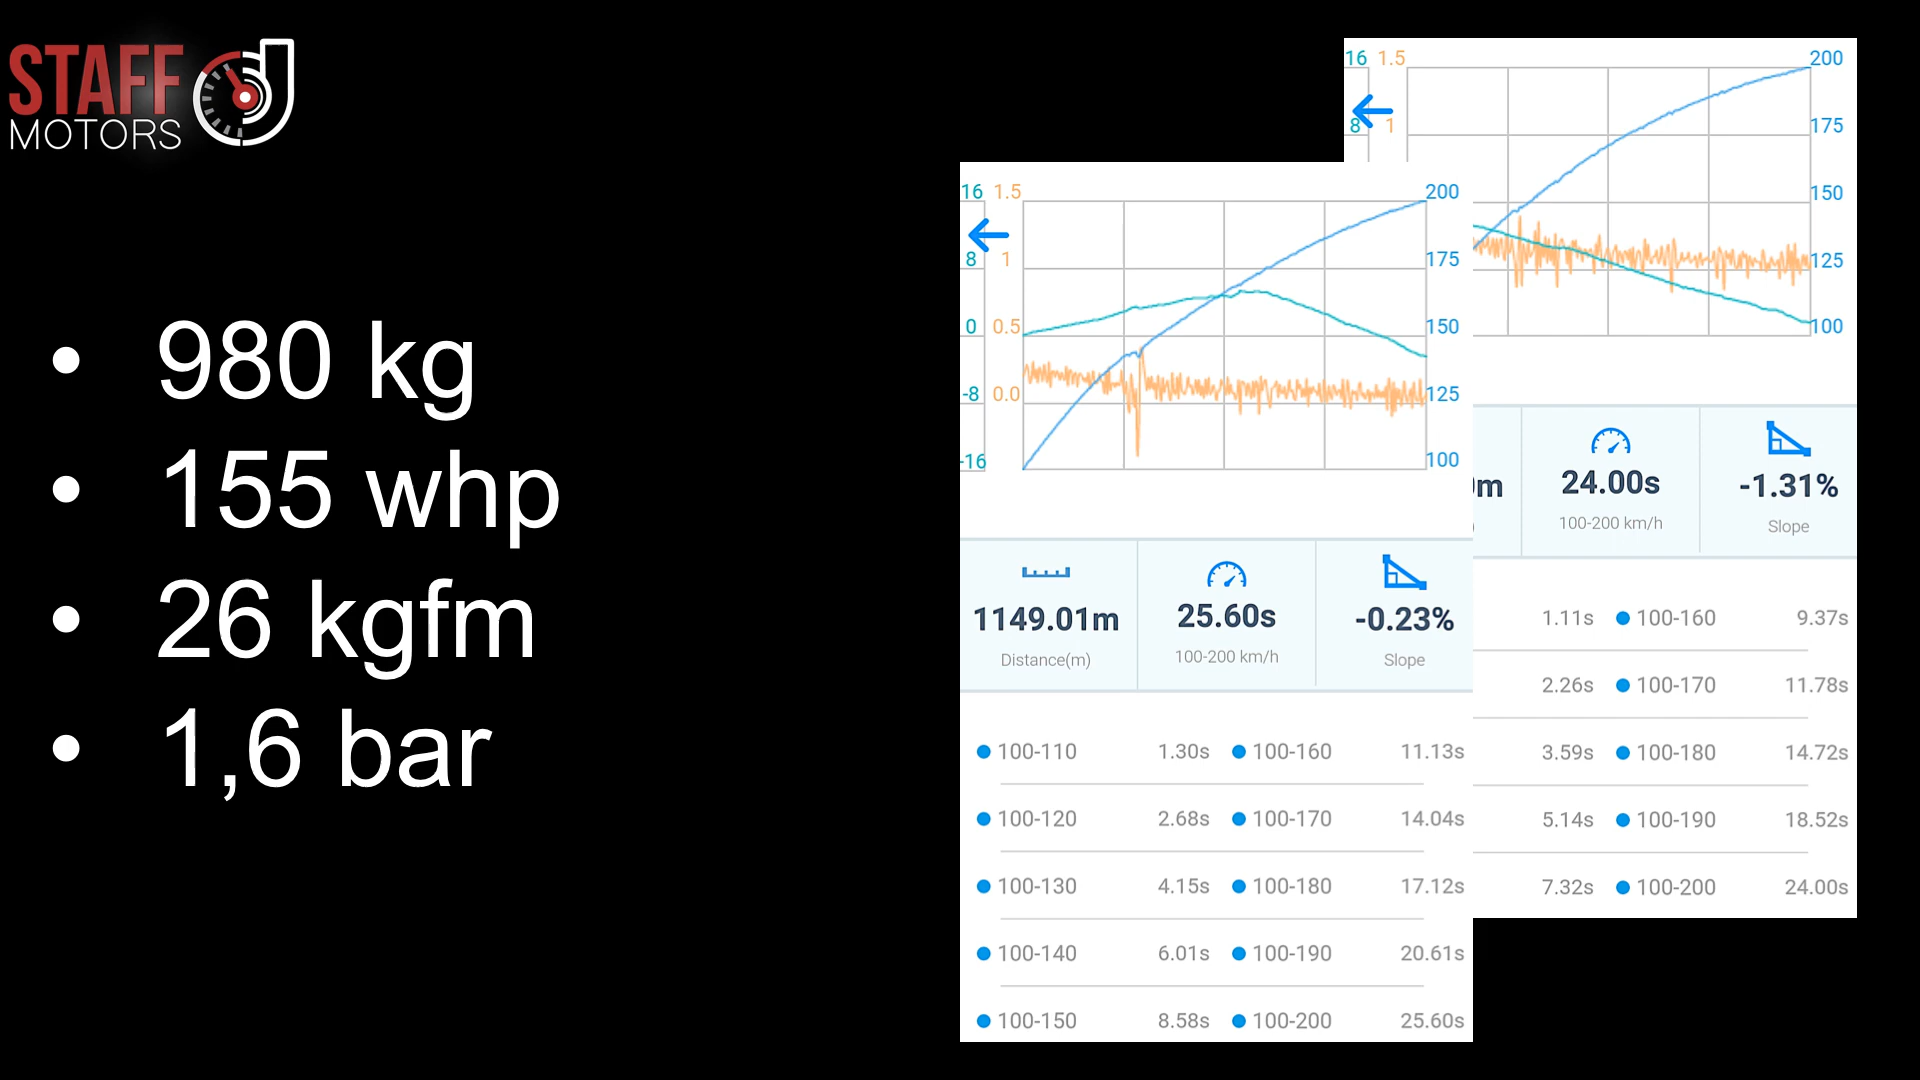 STAFF
MOTORS
• 980 kg
• 155 whp
• 26 kgfm
• 1,6 bar
16 1.5 200
8 1 175
150
125
100
m 24.00s -1.31%
100-200 km/h Slope
1.11s 100-160 9.37s
2.26s 100-170 11.78s
3.59s 100-180 14.72s
5.14s 100-190 18.52s
7.32s 100-200 24.00s
16 1.5 200
8 1 175
0 0.5 150
-8 0.0 125
-16 100
1149.01m 25.60s -0.23%
Distance(m) 100-200 km/h Slope
100-110 1.30s 100-160 11.13s
100-120 2.68s 100-170 14.04s
100-130 4.15s 100-180 17.12s
100-140 6.01s 100-190 20.61s
100-150 8.58s 100-200 25.60s